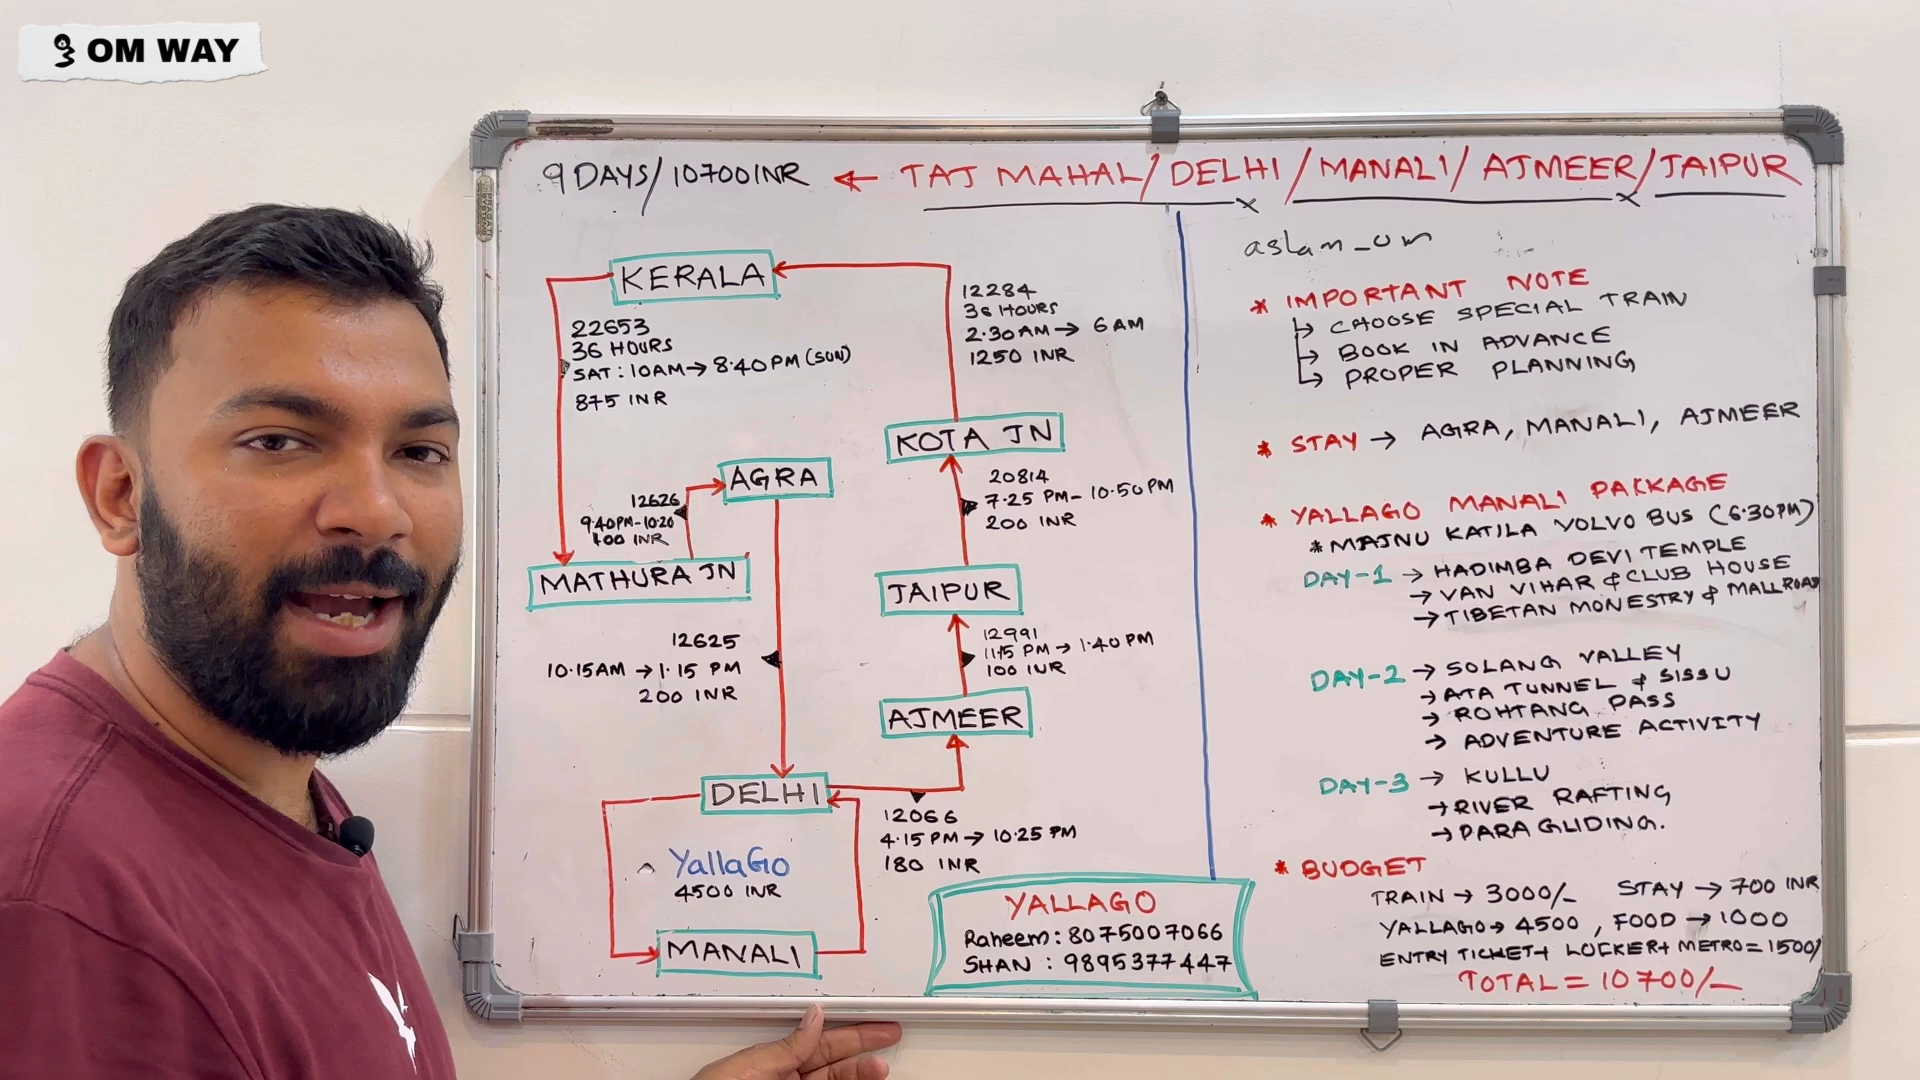 OM WAY
9 DAYS/10700INR ← TAJ MAHAL/DELHI/MANALI/AJMEER/JAIPUR
KERALA
22653
36 HOURS
SAT : 10AM→ 8:40PM (SUN)
875 INR
12284
36 HOURS
2.30AM→ 6 AM
1250 INR
KOTA JN
AGRA
12626
9.40PM-10.20
100 INR
MATHURA JN
20814
7.25 PM- 10.50PM
200 INR
JAIPUR
12625
10.15AM → 1.15 PM
200 INR
12991
PM→ 1.40 PM
100 INR
AJMEER
DELHI
12066
4.15 PM→ 10.25 PM
180 INR
YallaGo
4500 INR
MANALI
YALLAGO
Raheem: 8075007066
SHAN : 9895377447
aslam_om
* IMPORTANT NOTE
→ CHOOSE SPECIAL TRAIN
→ BOOK IN ADVANCE
→ PROPER PLANNING
* STAY → AGRA, MANALI, AJMEER
* YALLAGO MANALI PACKAGE
* MAJNU KATILA VOLVO BUS (6.30PM)
DAY-1 → HADIMBA DEVI TEMPLE
→ VAN VIHAR & CLUB HOUSE
→ TIBETAN MONESTRY & MALL ROAD
DAY-2 → SOLANG VALLEY
→ ATA TUNNEL & SISSU
→ ROHTANG PASS
→ ADVENTURE ACTIVITY
DAY-3 → KULLU
→ RIVER RAFTING
→ PARA GLIDING.
* BUDGET
TRAIN → 3000/- STAY → 700 INR
YALLAGO→ 4500 , FOOD → 1000
ENTRY TICKET+ LOCKER+ METRO = 1500/
TOTAL = 10700/-